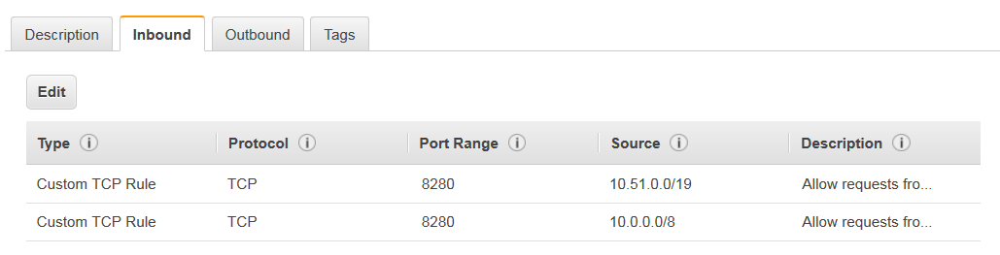 Description Inbound Outbound Tags
Edit
Type Protocol Port Range Source Description
Custom TCP Rule TCP 8280 10.51.0.0/19 Allow requests fro...
Custom TCP Rule TCP 8280 10.0.0.0/8 Allow requests fro...